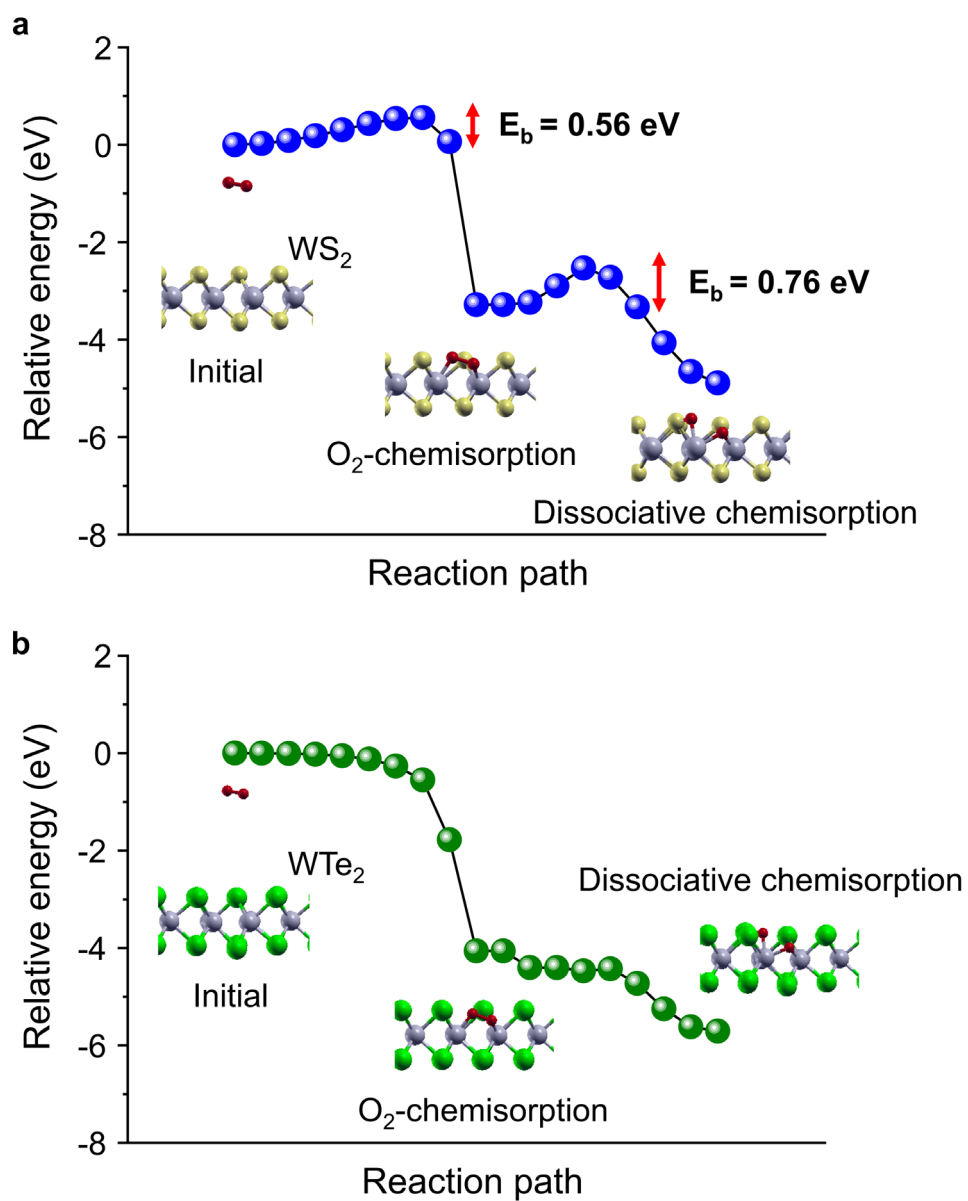 a
2
0
-2
-4
-6
-8
Relative energy (eV)
E_b = 0.56 eV
E_b = 0.76 eV
WS₂
Initial
O₂-chemisorption
Dissociative chemisorption
Reaction path
b
2
0
-2
-4
-6
-8
Relative energy (eV)
WTe₂
Initial
O₂-chemisorption
Dissociative chemisorption
Reaction path